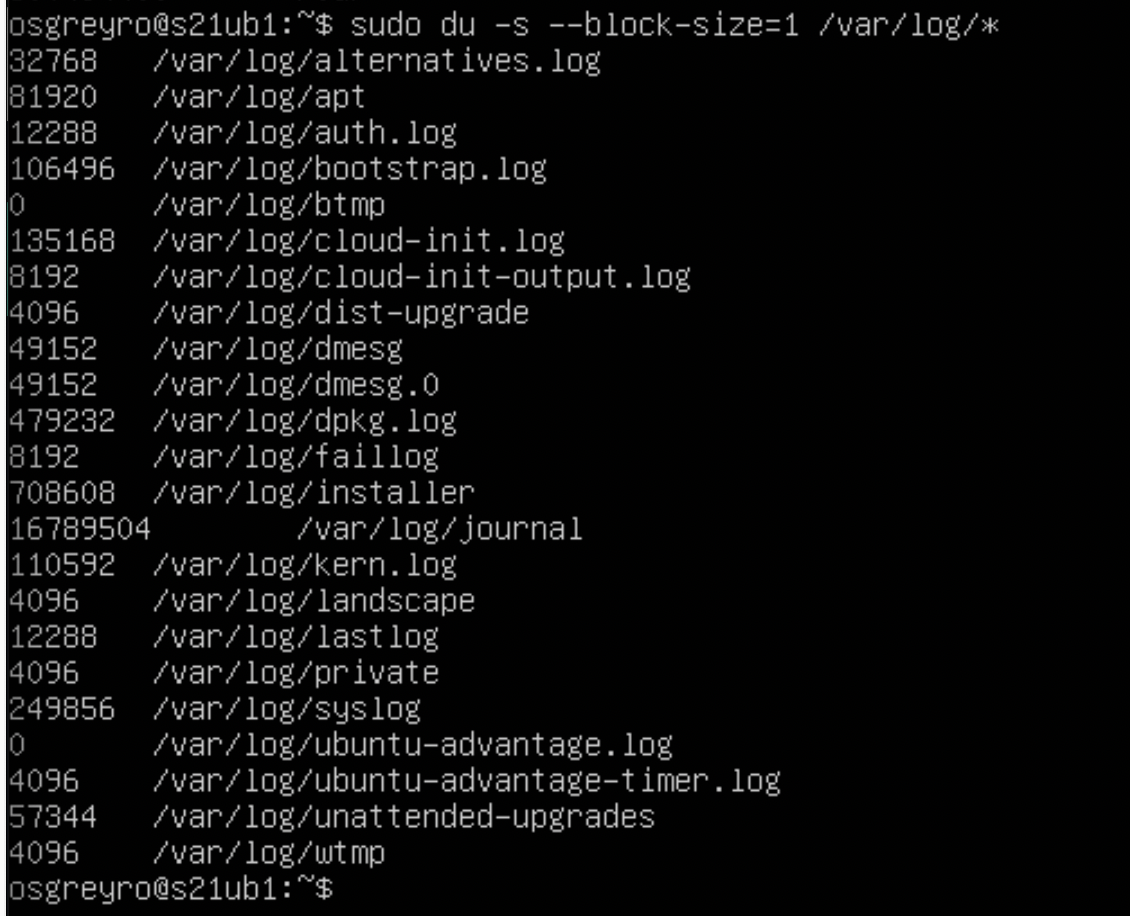 osgreyro@s21ub1:~$ sudo du -s --block-size=1 /var/log/*
32768 /var/log/alternatives.log
81920 /var/log/apt
12288 /var/log/auth.log
106496 /var/log/bootstrap.log
0 /var/log/btmp
135168 /var/log/cloud-init.log
8192 /var/log/cloud-init-output.log
4096 /var/log/dist-upgrade
49152 /var/log/dmesg
49152 /var/log/dmesg.0
479232 /var/log/dpkg.log
8192 /var/log/faillog
708608 /var/log/installer
16789504 /var/log/journal
110592 /var/log/kern.log
4096 /var/log/landscape
12288 /var/log/lastlog
4096 /var/log/private
249856 /var/log/syslog
0 /var/log/ubuntu-advantage.log
4096 /var/log/ubuntu-advantage-timer.log
57344 /var/log/unattended-upgrades
4096 /var/log/wtmp
osgreyro@s21ub1:~$